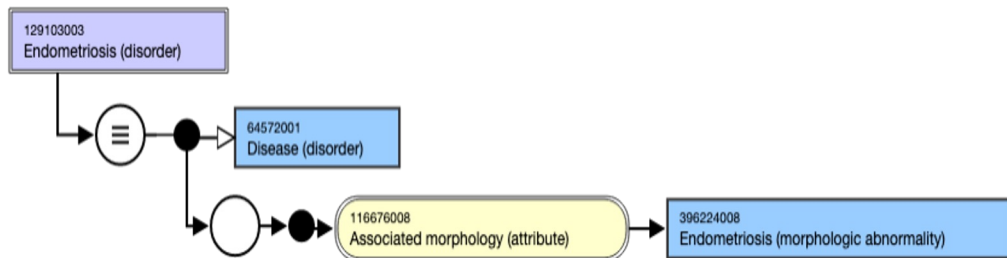 129103003
Endometriosis (disorder)
64572001
Disease (disorder)
116676008
Associated morphology (attribute)
396224008
Endometriosis (morphologic abnormality)